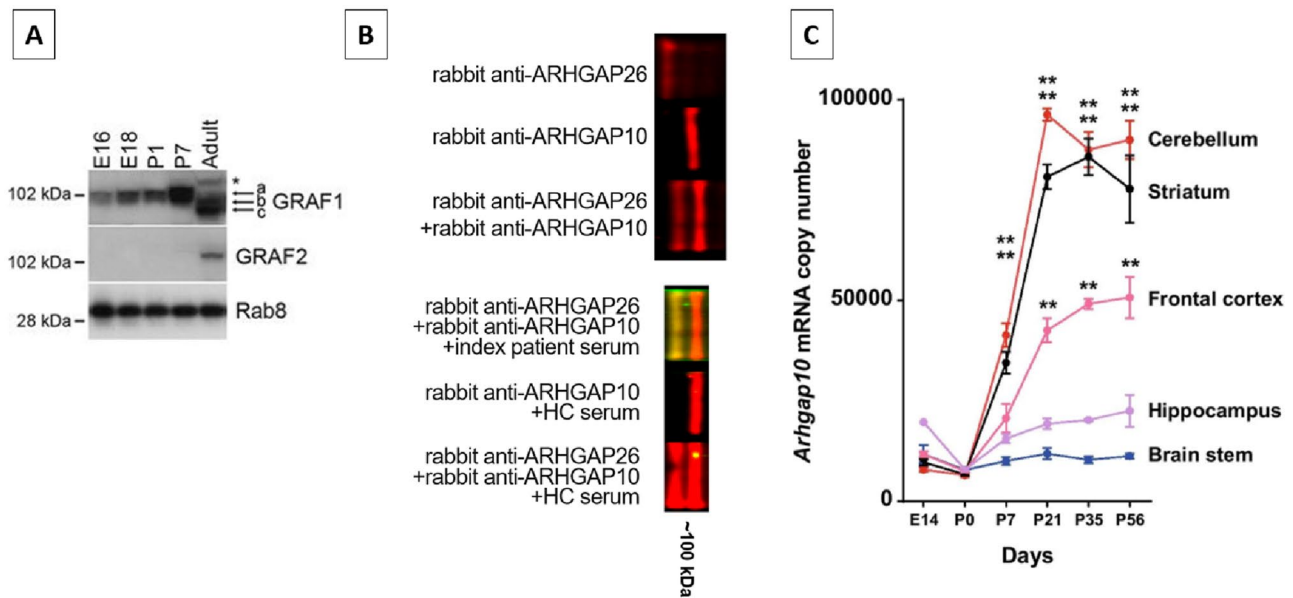 A
E16
E18
P1
P7
Adult
102 kDa
*
a
b
c
GRAF1
102 kDa
GRAF2
28 kDa
Rab8
B
rabbit anti-ARHGAP26
rabbit anti-ARHGAP10
rabbit anti-ARHGAP26
+rabbit anti-ARHGAP10
rabbit anti-ARHGAP26
+rabbit anti-ARHGAP10
+index patient serum
rabbit anti-ARHGAP10
+HC serum
rabbit anti-ARHGAP26
+rabbit anti-ARHGAP10
+HC serum
~100 kDa
C
Arhgap10 mRNA copy number
100000
50000
0
**
**
**
**
**
**
**
**
**
**
**
Cerebellum
Striatum
Frontal cortex
Hippocampus
Brain stem
E14 P0 P7 P21 P35 P56
Days